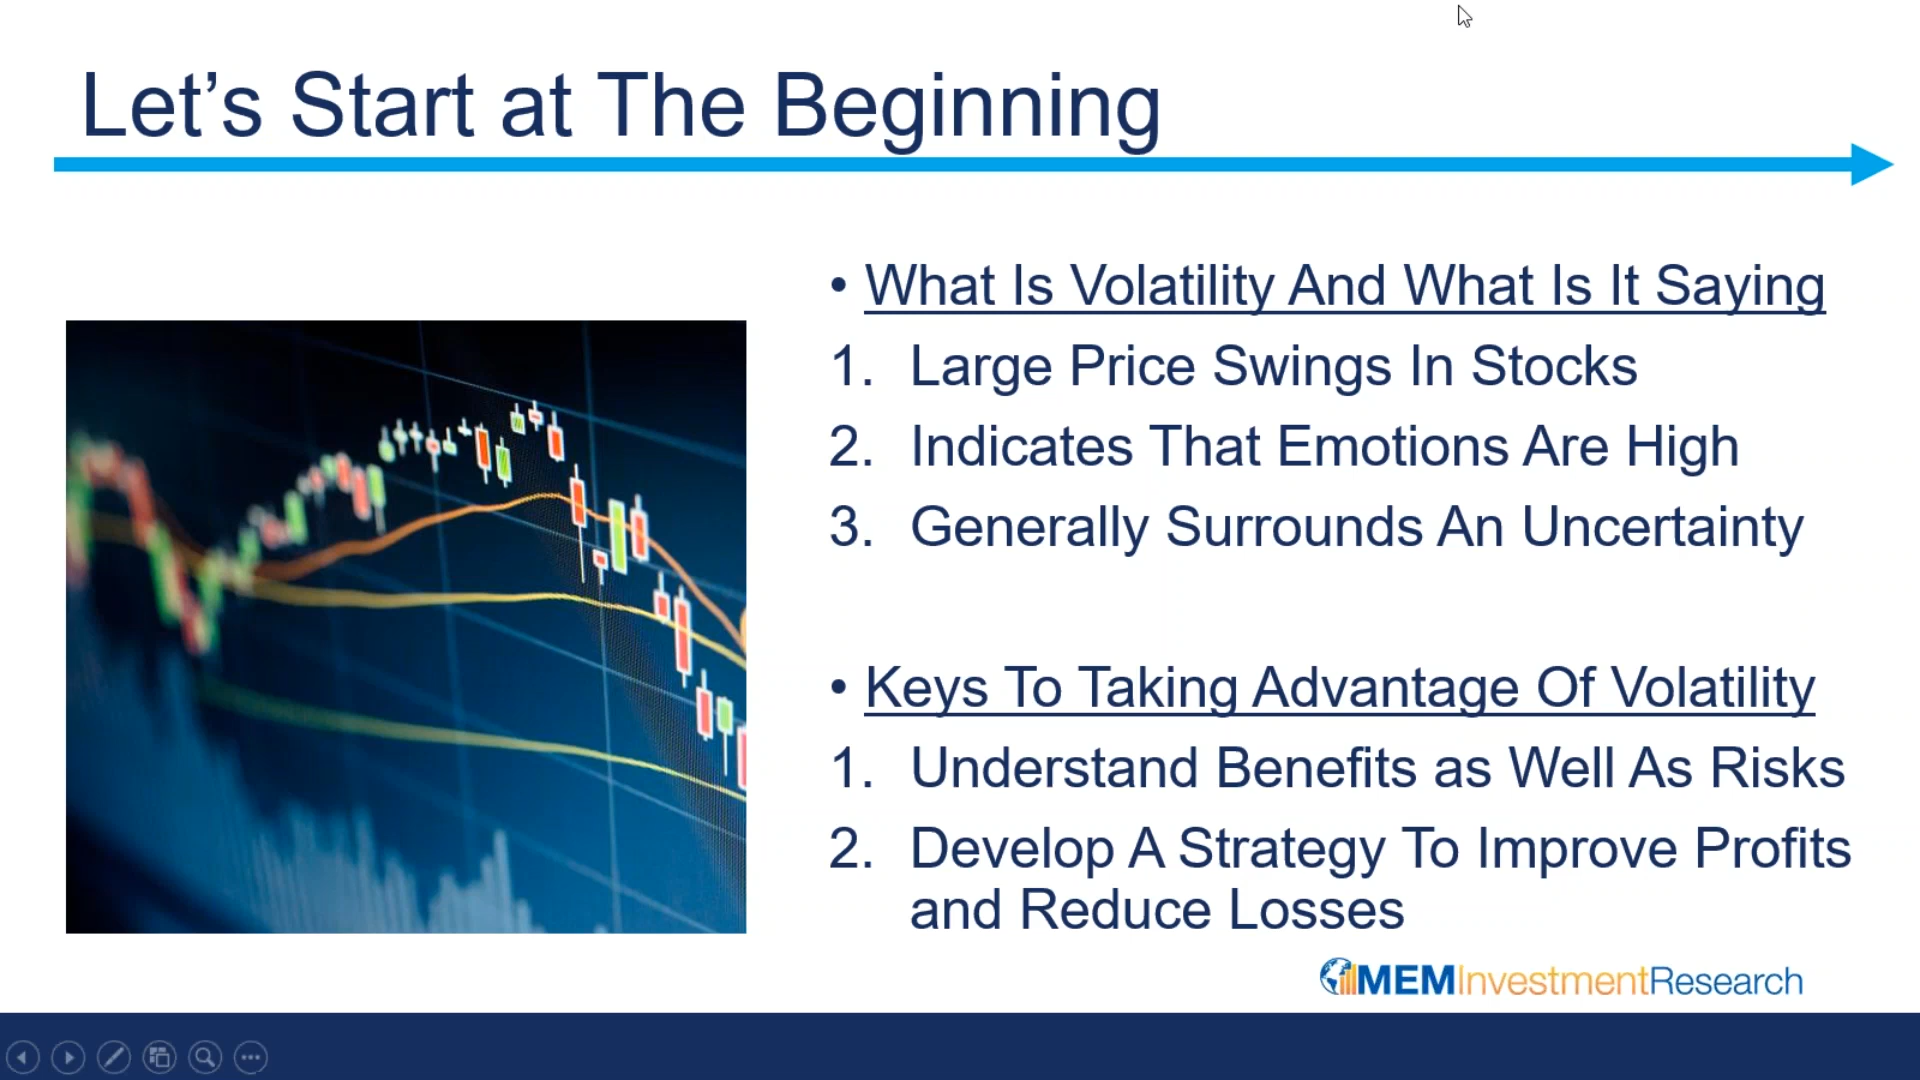 Let's Start at The Beginning
• What Is Volatility And What Is It Saying
1. Large Price Swings In Stocks
2. Indicates That Emotions Are High
3. Generally Surrounds An Uncertainty
• Keys To Taking Advantage Of Volatility
1. Understand Benefits as Well As Risks
2. Develop A Strategy To Improve Profits
and Reduce Losses
MEMInvestmentResearch